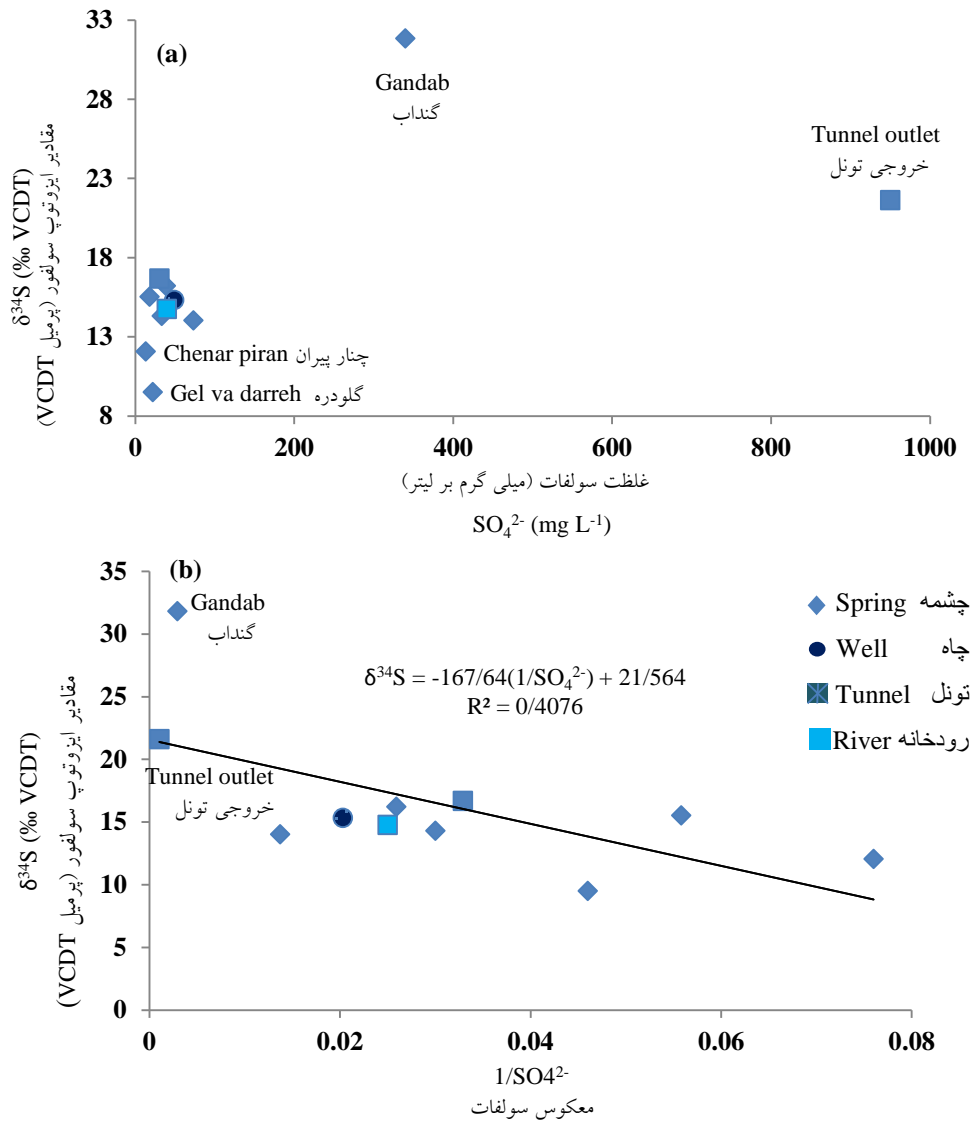 (a)
33
28
23
18
13
8
0
200
400
600
800
1000
Gandab
گنداب
Tunnel outlet
خروجی تونل
Chenar piran چنار پیران
Gel va darreh گلودره
δ³⁴S (‰ VCDT)
مقادیر ایزوتوپ سولفور (پرمیل VCDT)
غلظت سولفات (میلی گرم بر لیتر)
SO₄²⁻ (mg L⁻¹)
(b)
35
30
25
20
15
10
5
0
0
0.02
0.04
0.06
0.08
Gandab
گنداب
δ³⁴S = -167/64(1/SO₄²⁻) + 21/564
R² = 0/4076
Tunnel outlet
خروجی تونل
Spring چشمه
Well چاه
Tunnel تونل
River رودخانه
δ³⁴S (‰ VCDT)
مقادیر ایزوتوپ سولفور (پرمیل VCDT)
1/SO4²⁻
معکوس سولفات